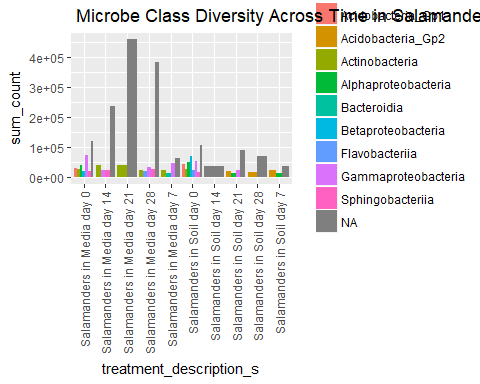 Microbe Class Diversity Across Time in Salamande
sum_count
4e+05
3e+05
2e+05
1e+05
0e+00
Salamanders in Media day 0
Salamanders in Media day 14
Salamanders in Media day 21
Salamanders in Media day 28
Salamanders in Media day 7
Salamanders in Soil day 0
Salamanders in Soil day 14
Salamanders in Soil day 21
Salamanders in Soil day 28
Salamanders in Soil day 7
treatment_description_s
Acidobacteria_Gp1
Acidobacteria_Gp2
Actinobacteria
Alphaproteobacteria
Bacteroidia
Betaproteobacteria
Flavobacteriia
Gammaproteobacteria
Sphingobacteriia
NA